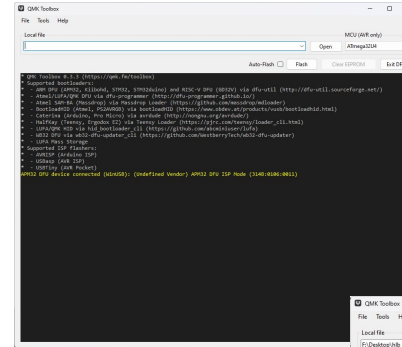 QMK Toolbox
File Tools Help
Local file
MCU (AVR only)
Open
ATmega32U4
Auto-Flash
Flash
Clear EEPROM
Exit DF
* QMK Toolbox 0.3.3 (https://qmk.fm/toolbox)
* Supported bootloaders:
* - ARM DFU (APM32, Kiibohd, STM32, STM32duino) and RISC-V DFU (GD32V) via dfu-util (http://dfu-util.sourceforge.net/)
* - Atmel/LUFA/QMK DFU via dfu-programmer (http://dfu-programmer.github.io/)
* - Atmel SAM-BA (Massdrop) via Massdrop Loader (https://github.com/massdrop/mdloader)
* - BootloadHID (Atmel, PS2AVRGB) via bootloadHID (https://www.obdev.at/products/vusb/bootloadhid.html)
* - Caterina (Arduino, Pro Micro) via avrdude (http://nongnu.org/avrdude/)
* - HalfKay (Teensy, Ergodox EZ) via Teensy Loader (https://pjrc.com/teensy/loader_cli.html)
* - LUFA/QMK HID via hid_bootloader_cli (https://github.com/abcminiuser/lufa)
* - WB32 DFU via wb32-dfu-updater_cli (https://github.com/WestberryTech/wb32-dfu-updater)
* - LUFA Mass Storage
* Supported ISP flashers:
* - AVRISP (Arduino ISP)
* - USBasp (AVR ISP)
* - USBTiny (AVR Pocket)
APM32 DFU device connected (WinUSB): (Undefined Vendor) APM32 DFU ISP Mode (314B:0106:0011)
QMK Toolbox
File Tools H
Local file
F:\Desktop\hlb